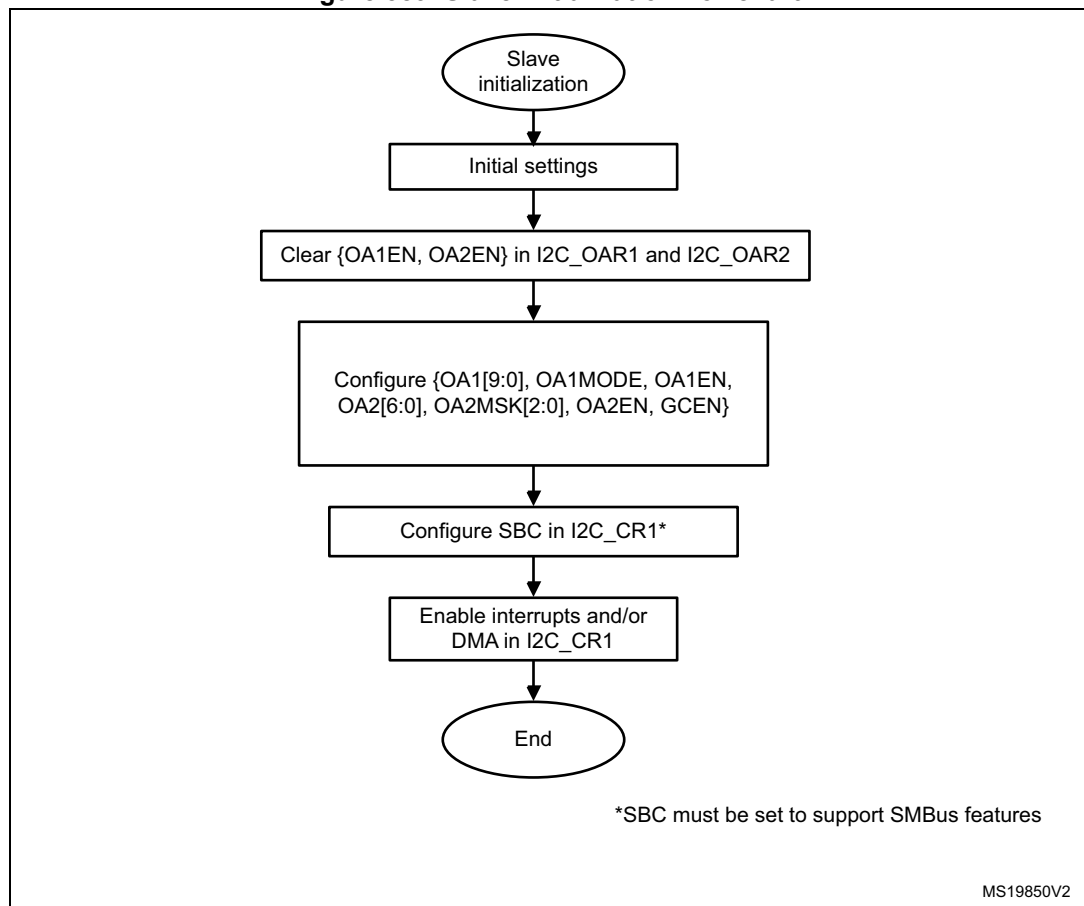 Slave
initialization
Initial settings
Clear {OA1EN, OA2EN} in I2C_OAR1 and I2C_OAR2
Configure {OA1[9:0], OA1MODE, OA1EN,
OA2[6:0], OA2MSK[2:0], OA2EN, GCEN}
Configure SBC in I2C_CR1*
Enable interrupts and/or
DMA in I2C_CR1
End
*SBC must be set to support SMBus features
MS19850V2